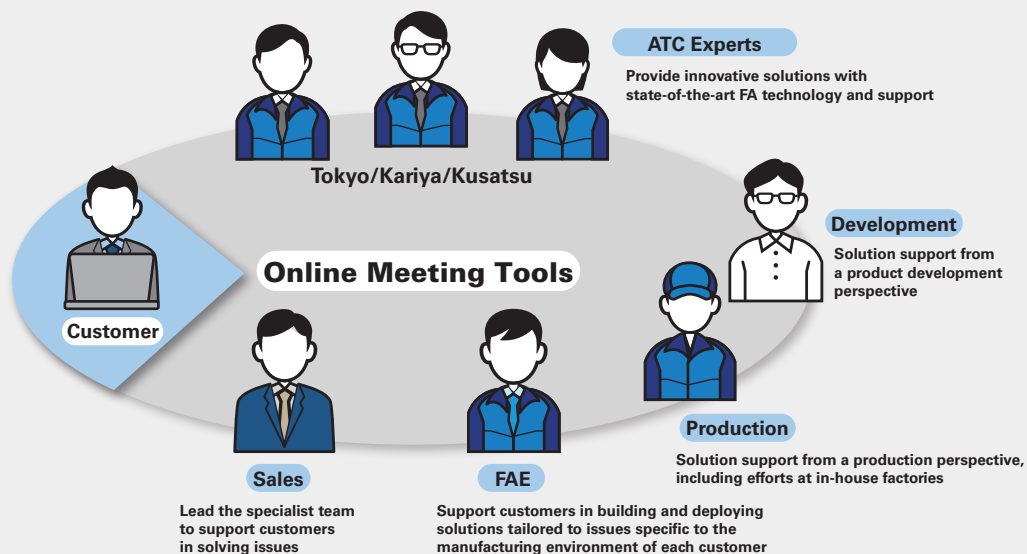 ATC Experts
Provide innovative solutions with
state-of-the-art FA technology and support
Tokyo/Kariya/Kusatsu
Development
Solution support from
a product development
perspective
Online Meeting Tools
Customer
Production
Solution support from a production perspective,
including efforts at in-house factories
Sales
Lead the specialist team
to support customers
in solving issues
FAE
Support customers in building and deploying
solutions tailored to issues specific to the
manufacturing environment of each customer